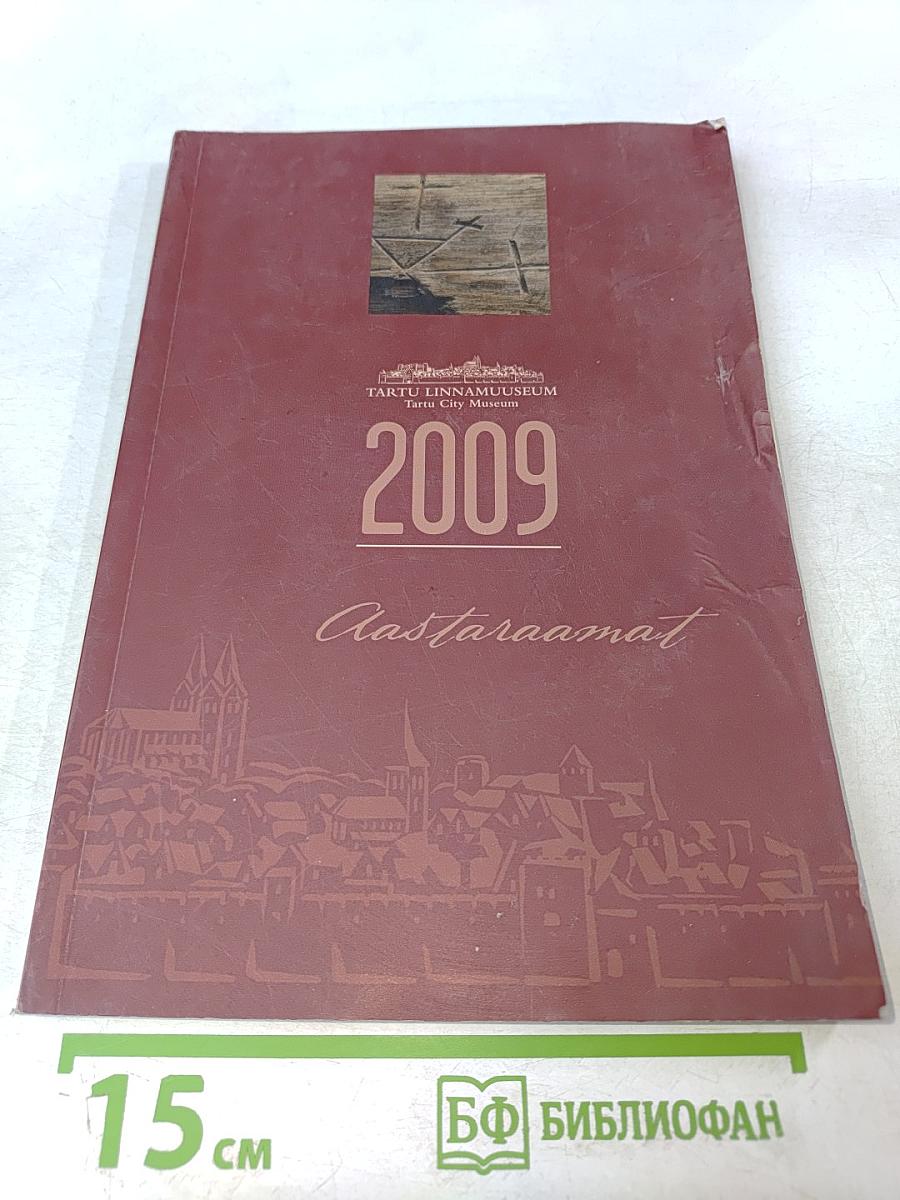 TARTU LINNAMUUSEUM
Tartu City Museum
2009
Aastaraamat
15 см
БФ БИБЛИОФАН